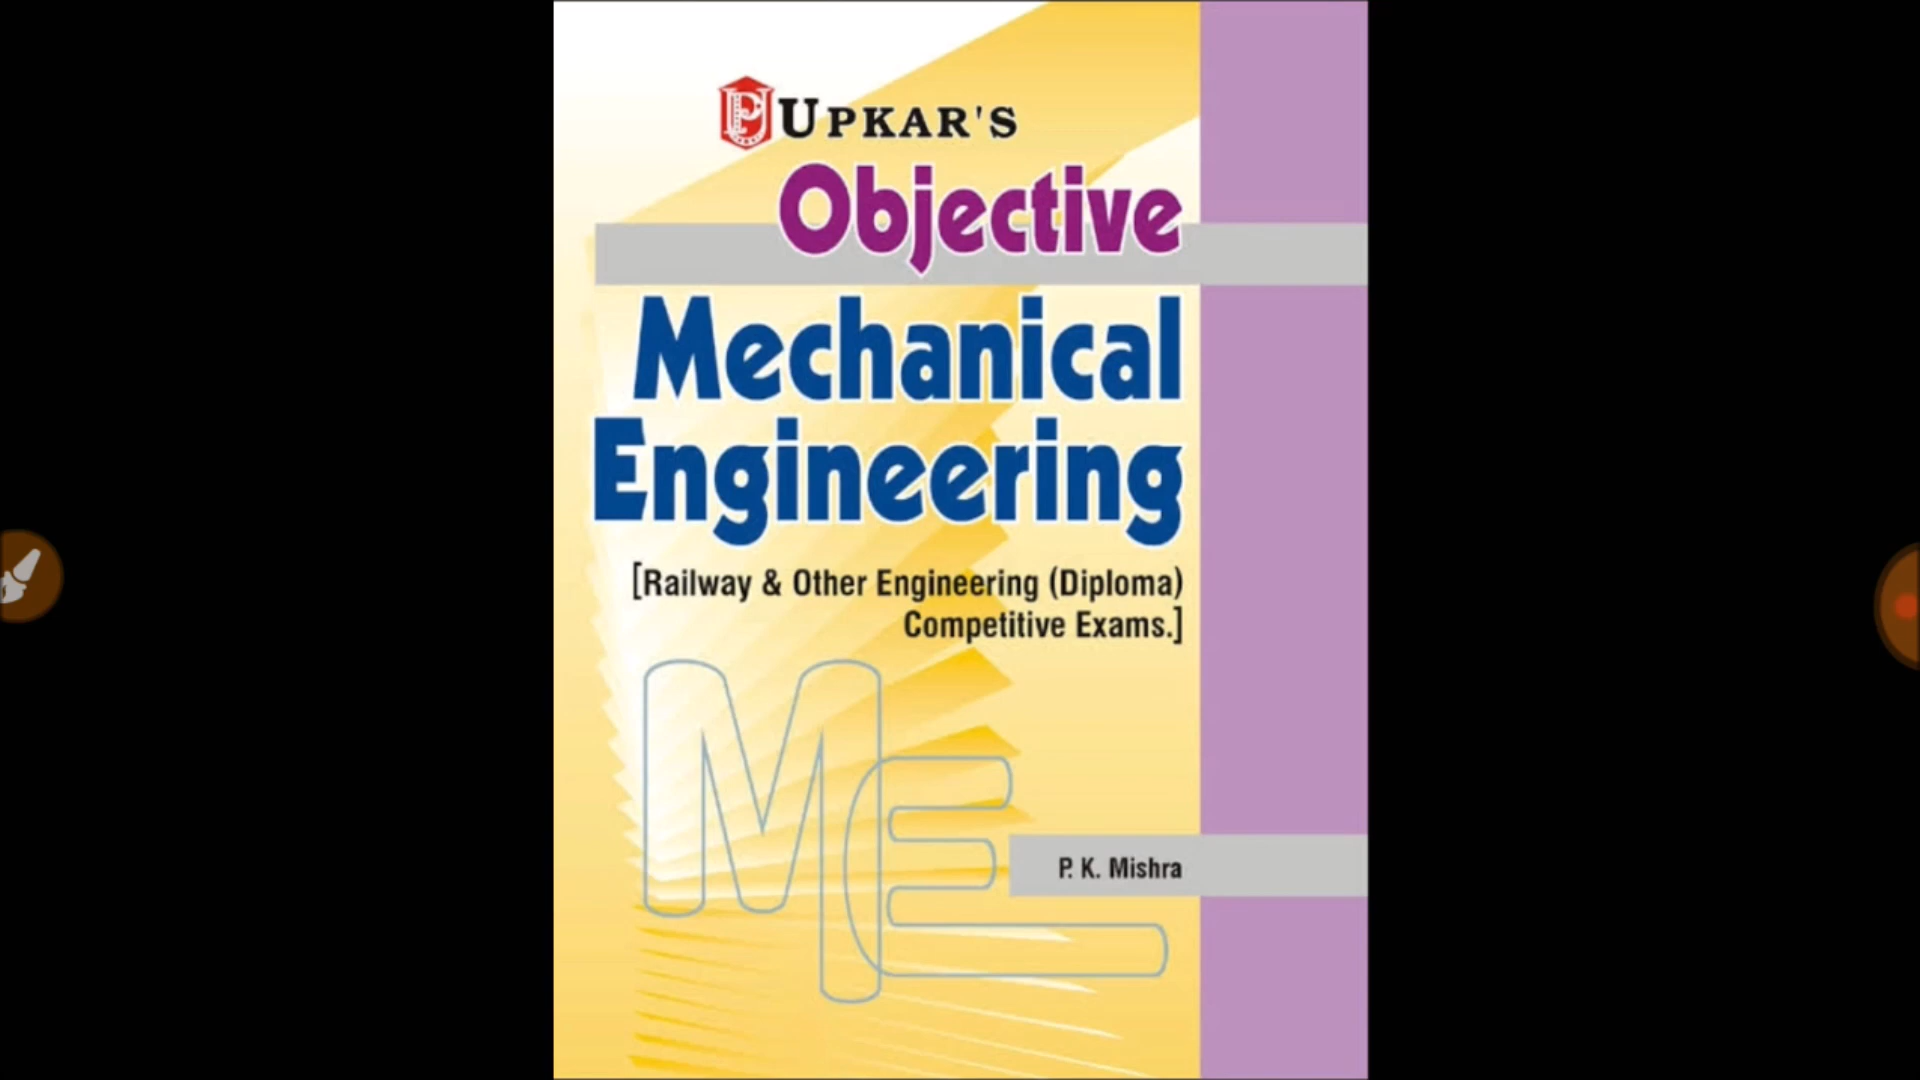 UPKAR'S
Objective
Mechanical
Engineering
[Railway & Other Engineering (Diploma)
Competitive Exams.]
ME
P. K. Mishra